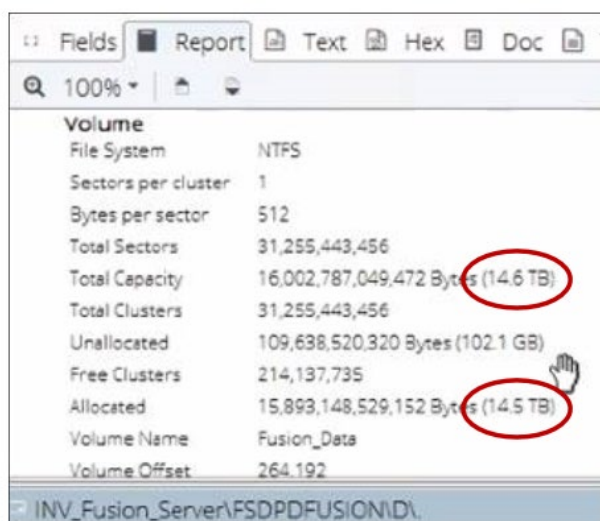 Fields Report Text Hex Doc
100%
Volume
File System NTFS
Sectors per cluster 1
Bytes per sector 512
Total Sectors 31,255,443,456
Total Capacity 16,002,787,049,472 Bytes (14.6 TB)
Total Clusters 31,255,443,456
Unallocated 109,638,520,320 Bytes (102.1 GB)
Free Clusters 214,137,735
Allocated 15,893,148,529,152 Bytes (14.5 TB)
Volume Name Fusion_Data
Volume Offset 264,192
INV_Fusion_Server\FSDPDFUSION\D\.